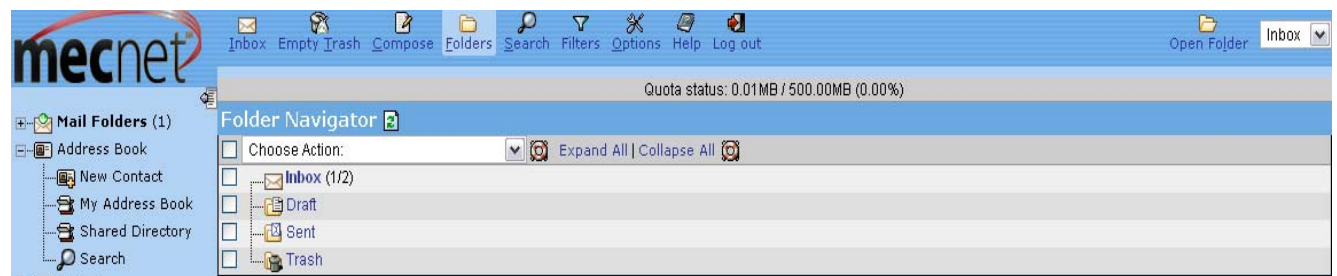 mecnet
Inbox Empty Trash Compose Folders Search Filters Options Help Log out
Open Folder Inbox
Quota status: 0.01MB / 500.00MB (0.00%)
Mail Folders (1)
Address Book
New Contact
My Address Book
Shared Directory
Search
Folder Navigator
Choose Action: Expand All | Collapse All
Inbox (1/2)
Draft
Sent
Trash